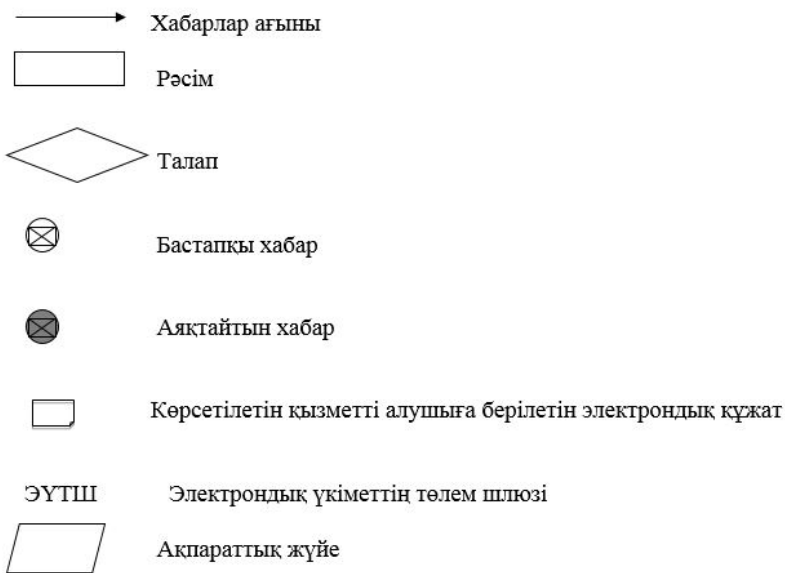 Хабарлар ағыны
Рәсім
Талап
Бастапқы хабар
Аяқтайтын хабар
Көрсетілетін қызметті алушыға берілетін электрондық құжат
ЭҮТШ Электрондық үкіметтің төлем шлюзі
Ақпараттық жүйе